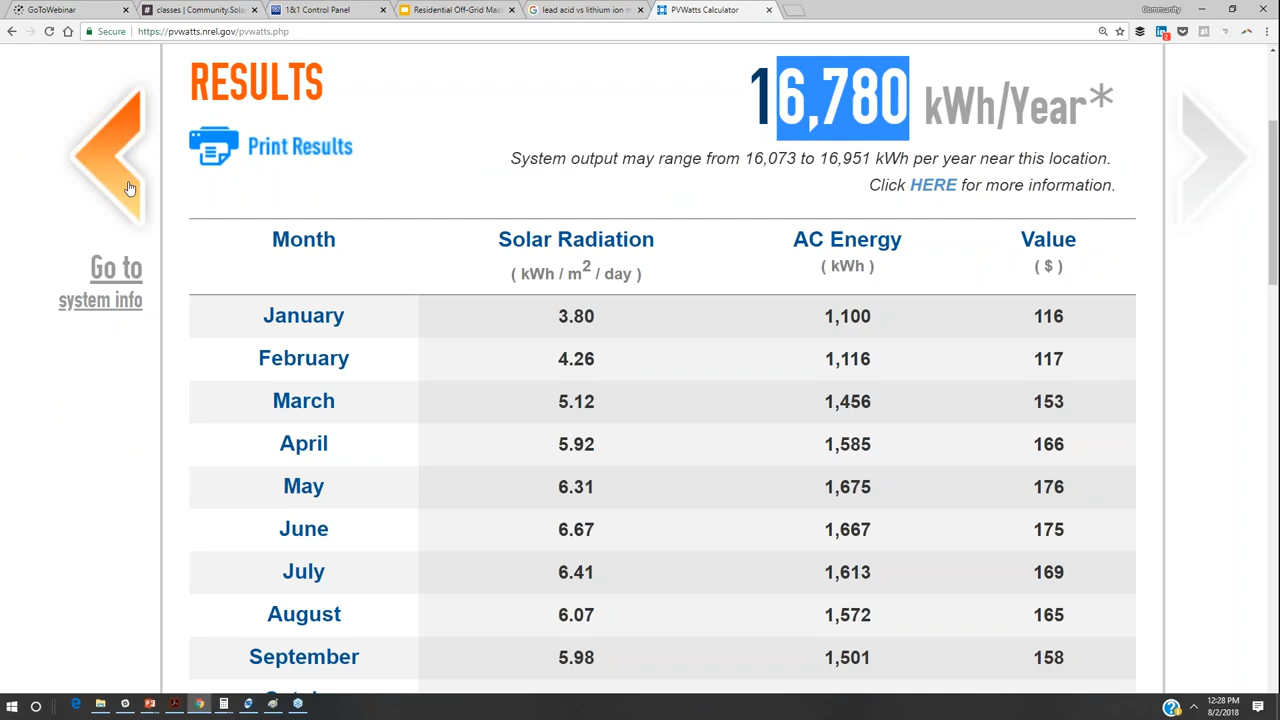 GoToWebinar
classes | Community.Sola
1&1 Control Panel
Residential Off-Grid Mast
lead acid vs lithium ion m
PVWatts Calculator
Community
Secure
https://pvwatts.nrel.gov/pvwatts.php
2
RESULTS
16,780 kWh/Year*
Print Results
System output may range from 16,073 to 16,951 kWh per year near this location.
Click HERE for more information.
Go to
system info
Month Solar Radiation AC Energy Value
( kWh / m2 / day ) ( kWh ) ( $ )
January 3.80 1,100 116
February 4.26 1,116 117
March 5.12 1,456 153
April 5.92 1,585 166
May 6.31 1,675 176
June 6.67 1,667 175
July 6.41 1,613 169
August 6.07 1,572 165
September 5.98 1,501 158
12:28 PM
8/2/2018